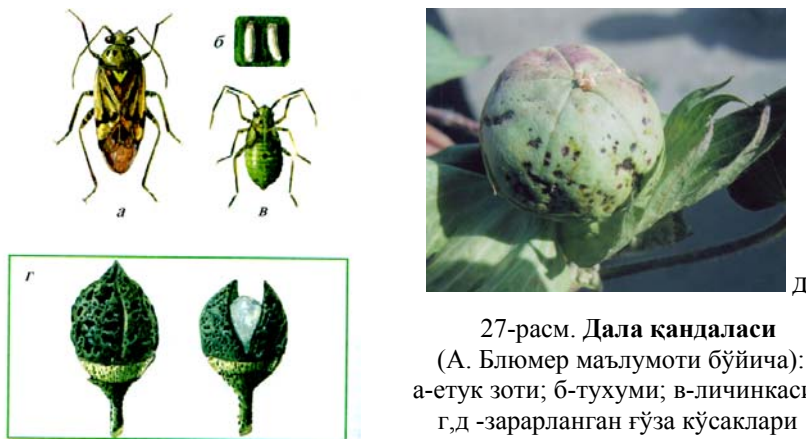 а
б
в
г
д
27-расм. Дала қандаласи
(А. Блюмер маълумоти бўйича):
а-етук зоти; б-тухуми; в-личинкаси
г,д -зарарланган ғўза кўсаклари